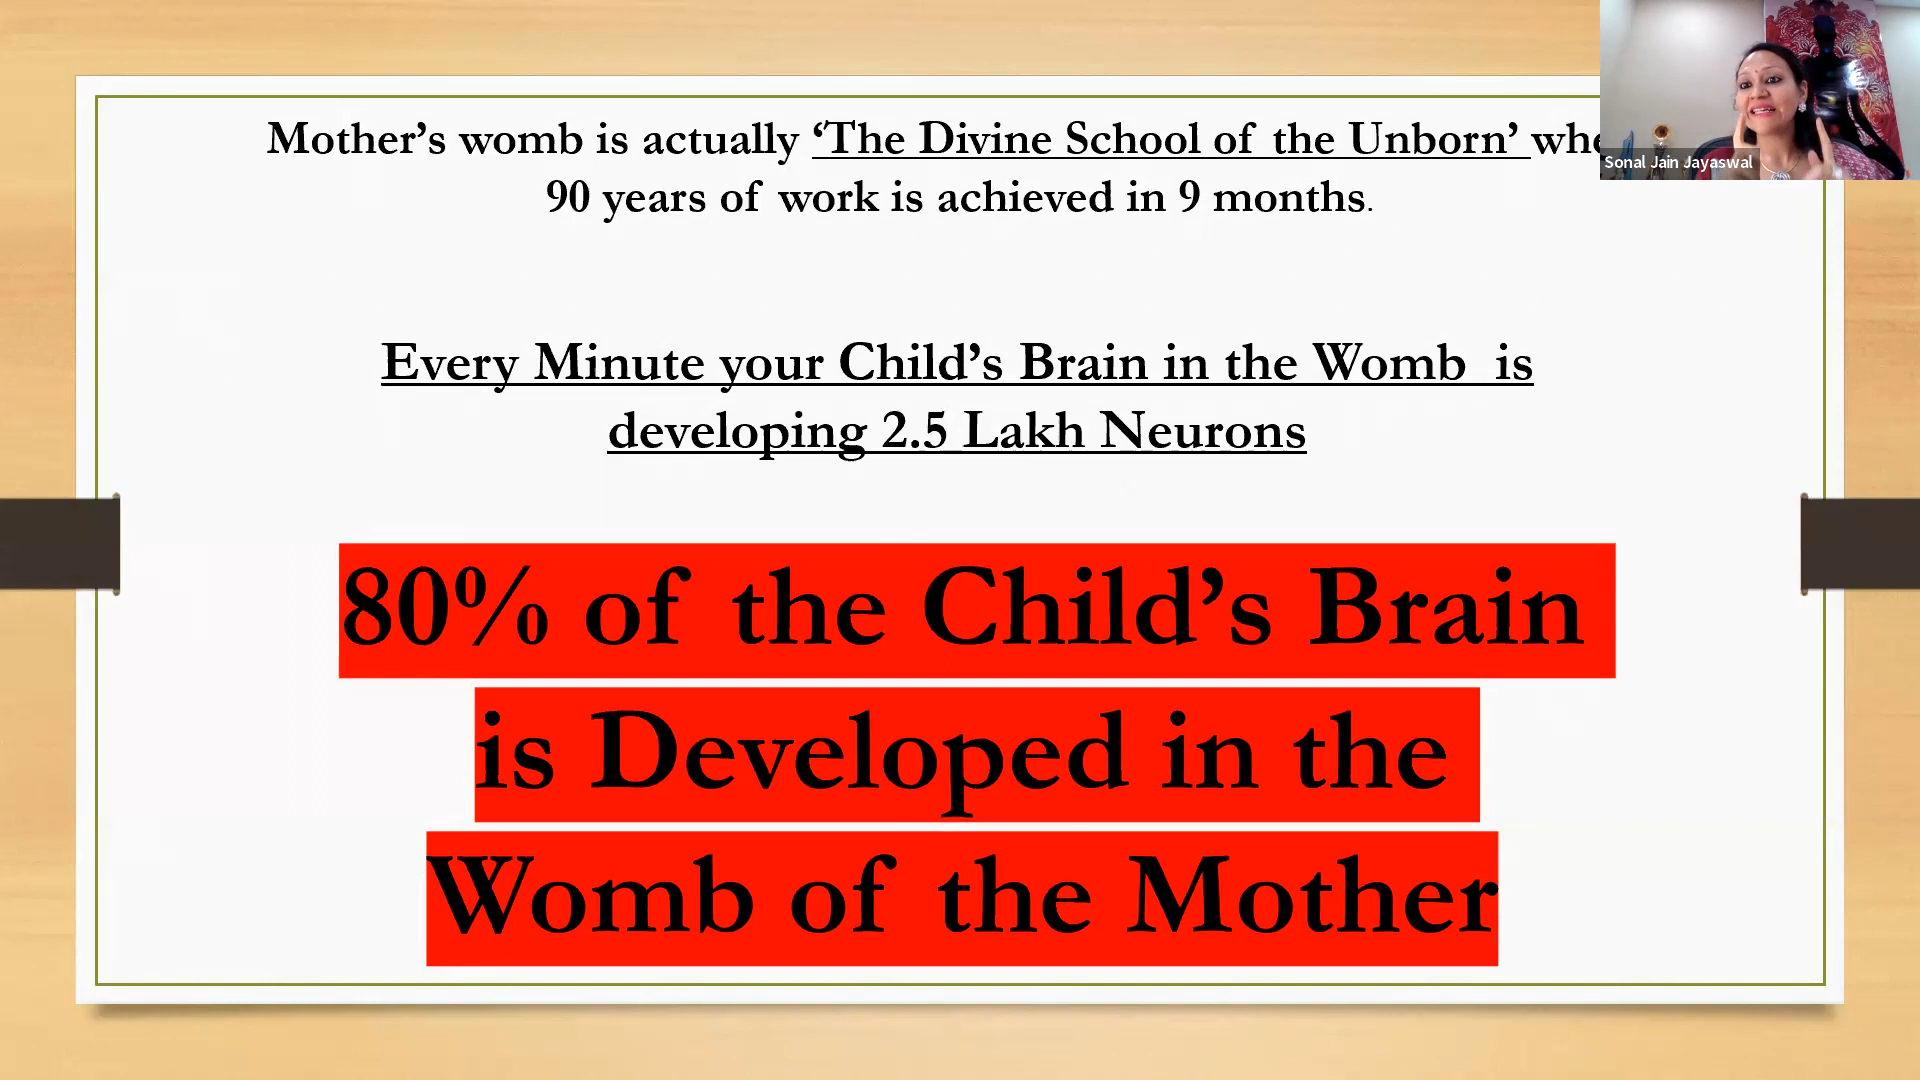 Mother’s womb is actually ‘The Divine School of the Unborn’
Sonal Jain Jayaswal
90 years of work is achieved in 9 months.
Every Minute your Child’s Brain in the Womb is
developing 2.5 Lakh Neurons
80% of the Child’s Brain
is Developed in the
Womb of the Mother